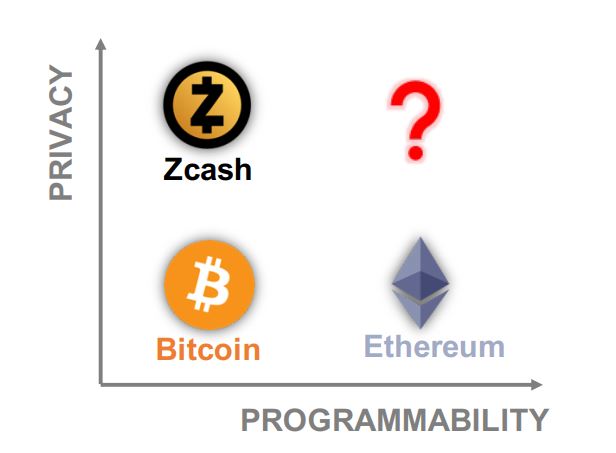 PRIVACY
Zcash
?
Bitcoin
Ethereum
PROGRAMMABILITY